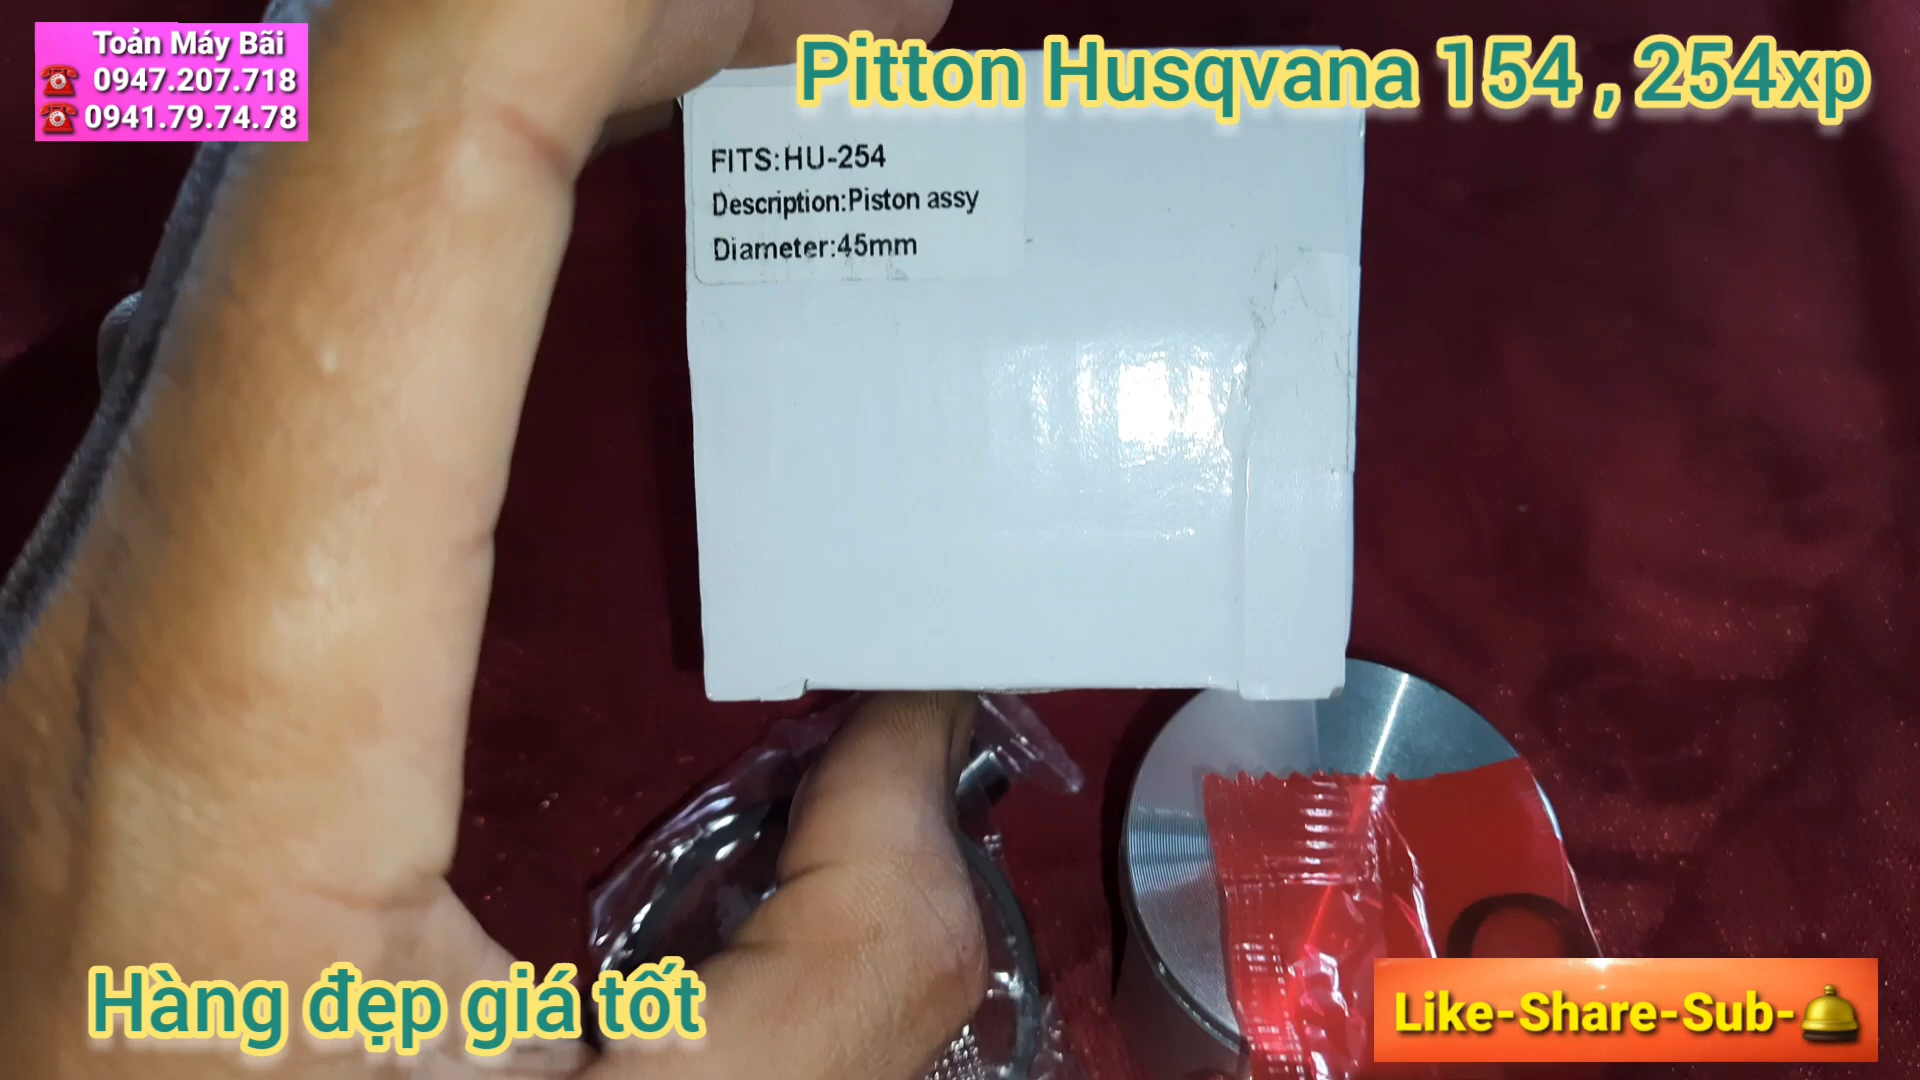 Toản Máy Bãi
0947.207.718
0941.79.74.78
Pitton Husqvana 154 , 254xp
FITS:HU-254
Description:Piston assy
Diameter:45mm
Hàng đẹp giá tốt
Like-Share-Sub-